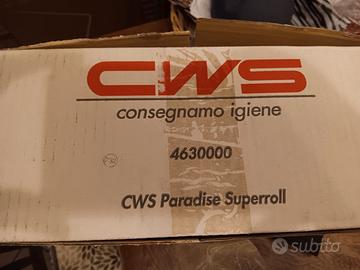 CWS
consegnamo igiene
4630000
CWS Paradise Superroll
subito